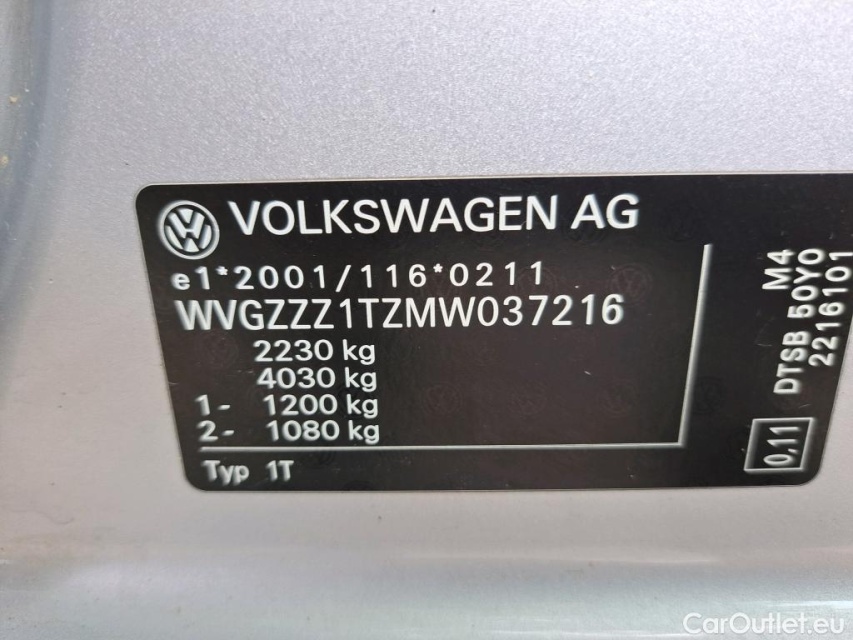 VOLKSWAGEN AG
e1*2001/116*0211
WVGZZZ1TZMW037216
2230 kg
4030 kg
1- 1200 kg
2- 1080 kg
Typ 1T
M4
DTSB 50Y0
2216101
0,11
CarOutlet.eu